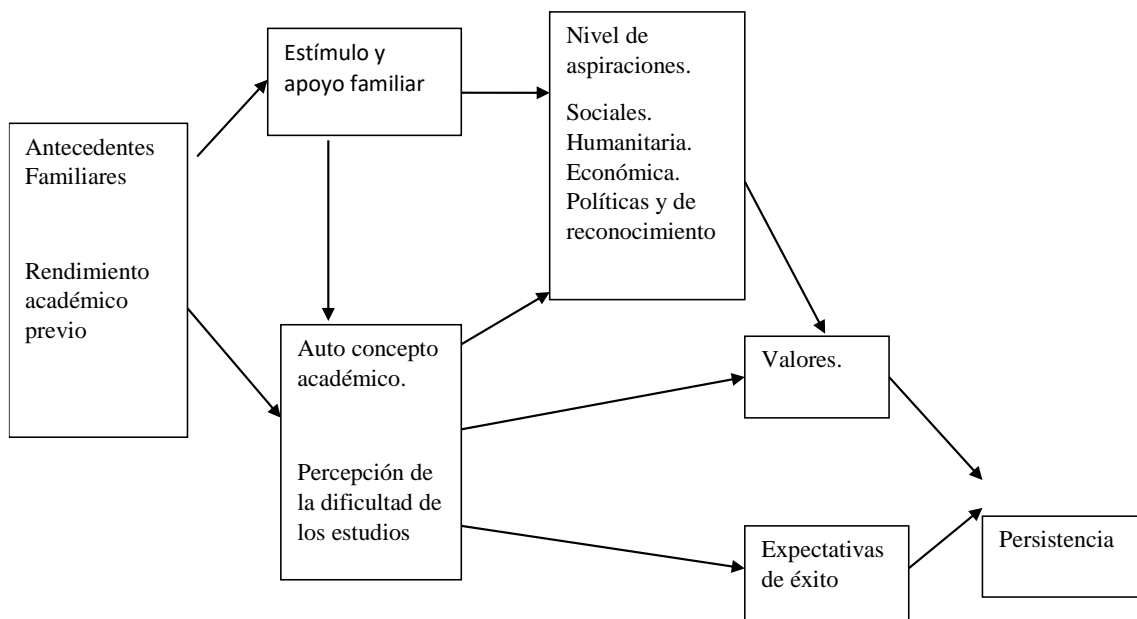 Antecedentes
Familiares
Rendimiento
académico
previo
Estímulo y
apoyo familiar
Auto concepto
académico.
Percepción de
la dificultad de
los estudios
Nivel de
aspiraciones.
Sociales.
Humanitaria.
Económica.
Políticas y de
reconocimiento
Valores.
Expectativas
de éxito
Persistencia